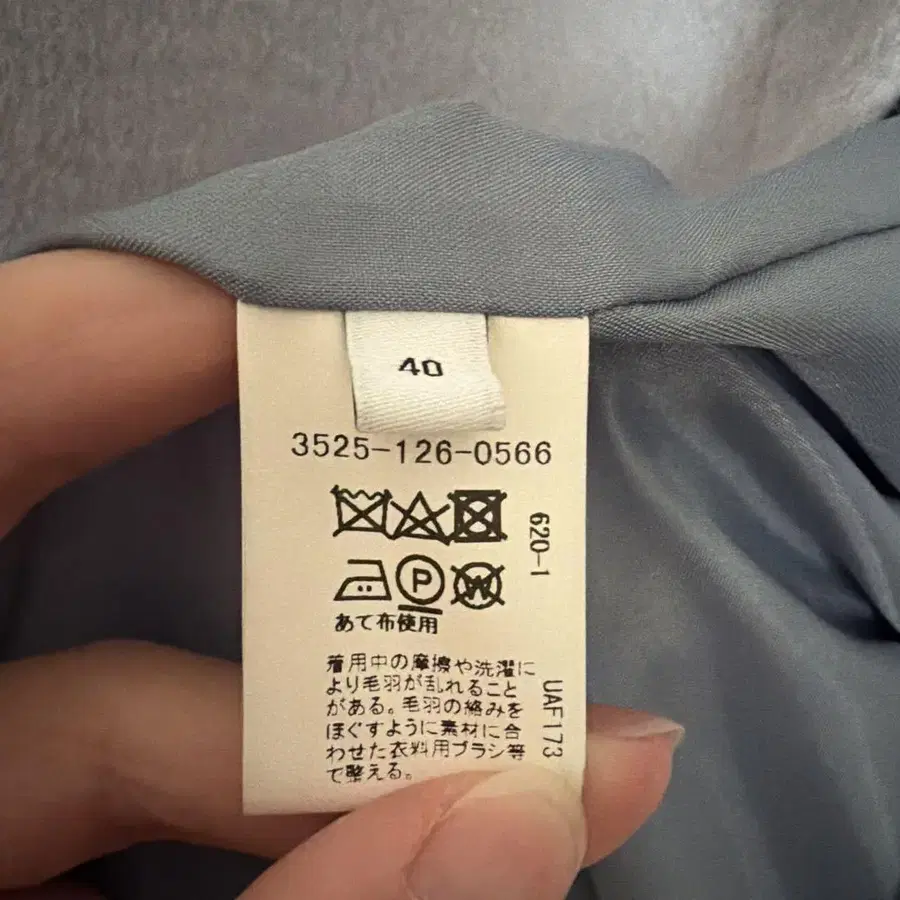 40
3525-126-0566
620-1
P
W
あて布使用
着用中の摩擦や洗濯に
より毛羽が乱れること
がある。毛羽の絡みを
ほぐすように素材に合
わせた衣料用ブラシ等
で整える。
UAF173